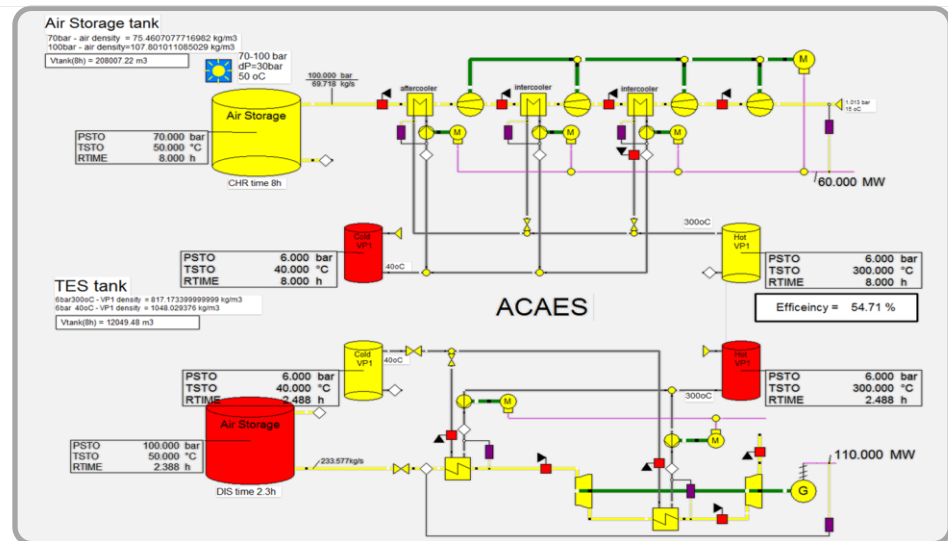 Air Storage tank
70bar - air density = 75.4607077716982 kg/m3
100bar - air density=107.801011085029 kg/m3
Vtank(8h) = 208007.22 m3
70-100 bar
dP=30bar
50 oC
100.000 bar
69.718 kg/s
aftercooler
intercooler
intercooler
M
Air Storage
1.013 bar
15 oC
PSTO 70.000 bar
TSTO 50.000 °C
RTIME 8.000 h
M
M
M
CHR time 8h
60.000 MW
Cold
VP1
300oC
Hot
VP1
PSTO 6.000 bar
TSTO 40.000 °C
RTIME 8.000 h
40oC
PSTO 6.000 bar
TSTO 300.000 °C
RTIME 8.000 h
TES tank
6bar300oC - VP1 density = 817.173399999999 kg/m3
6bar 40oC - VP1 density = 1048.029376 kg/m3
Vtank(8h) = 12049.48 m3
ACAES
Efficeincy = 54.71 %
Cold
VP1
40oC
Hot
VP1
PSTO 6.000 bar
TSTO 40.000 °C
RTIME 2.488 h
300oC
PSTO 6.000 bar
TSTO 300.000 °C
RTIME 2.488 h
M
Air Storage
M
PSTO 100.000 bar
TSTO 50.000 °C
RTIME 2.388 h
233.577kg/s
110.000 MW
G
DIS time 2.3h